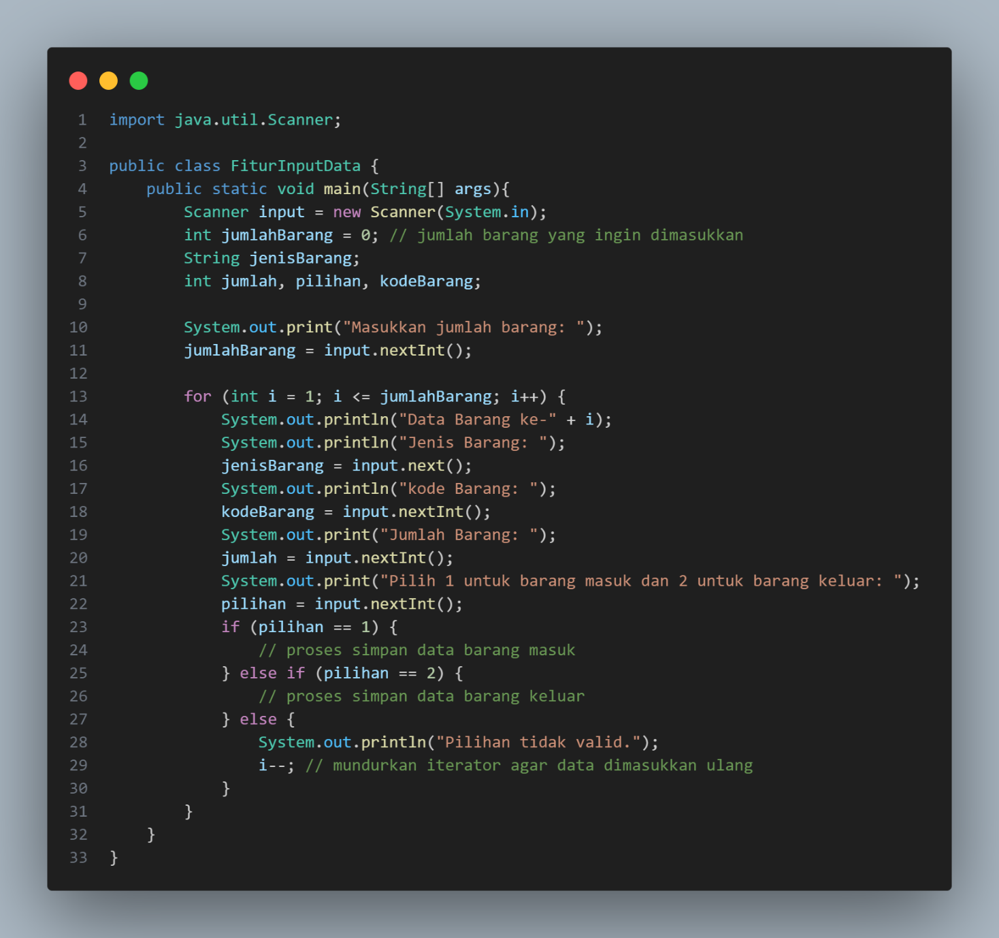 1 import java.util.Scanner;
2
3 public class FiturInputData {
4     public static void main(String[] args){
5         Scanner input = new Scanner(System.in);
6         int jumlahBarang = 0; // jumlah barang yang ingin dimasukkan
7         String jenisBarang;
8         int jumlah, pilihan, kodeBarang;
9
10         System.out.print("Masukkan jumlah barang: ");
11         jumlahBarang = input.nextInt();
12
13         for (int i = 1; i <= jumlahBarang; i++) {
14             System.out.println("Data Barang ke-" + i);
15             System.out.println("Jenis Barang: ");
16             jenisBarang = input.next();
17             System.out.println("kode Barang: ");
18             kodeBarang = input.nextInt();
19             System.out.print("Jumlah Barang: ");
20             jumlah = input.nextInt();
21             System.out.print("Pilih 1 untuk barang masuk dan 2 untuk barang keluar: ");
22             pilihan = input.nextInt();
23             if (pilihan == 1) {
24                 // proses simpan data barang masuk
25             } else if (pilihan == 2) {
26                 // proses simpan data barang keluar
27             } else {
28                 System.out.println("Pilihan tidak valid.");
29                 i--; // mundurkan iterator agar data dimasukkan ulang
30             }
31         }
32     }
33 }